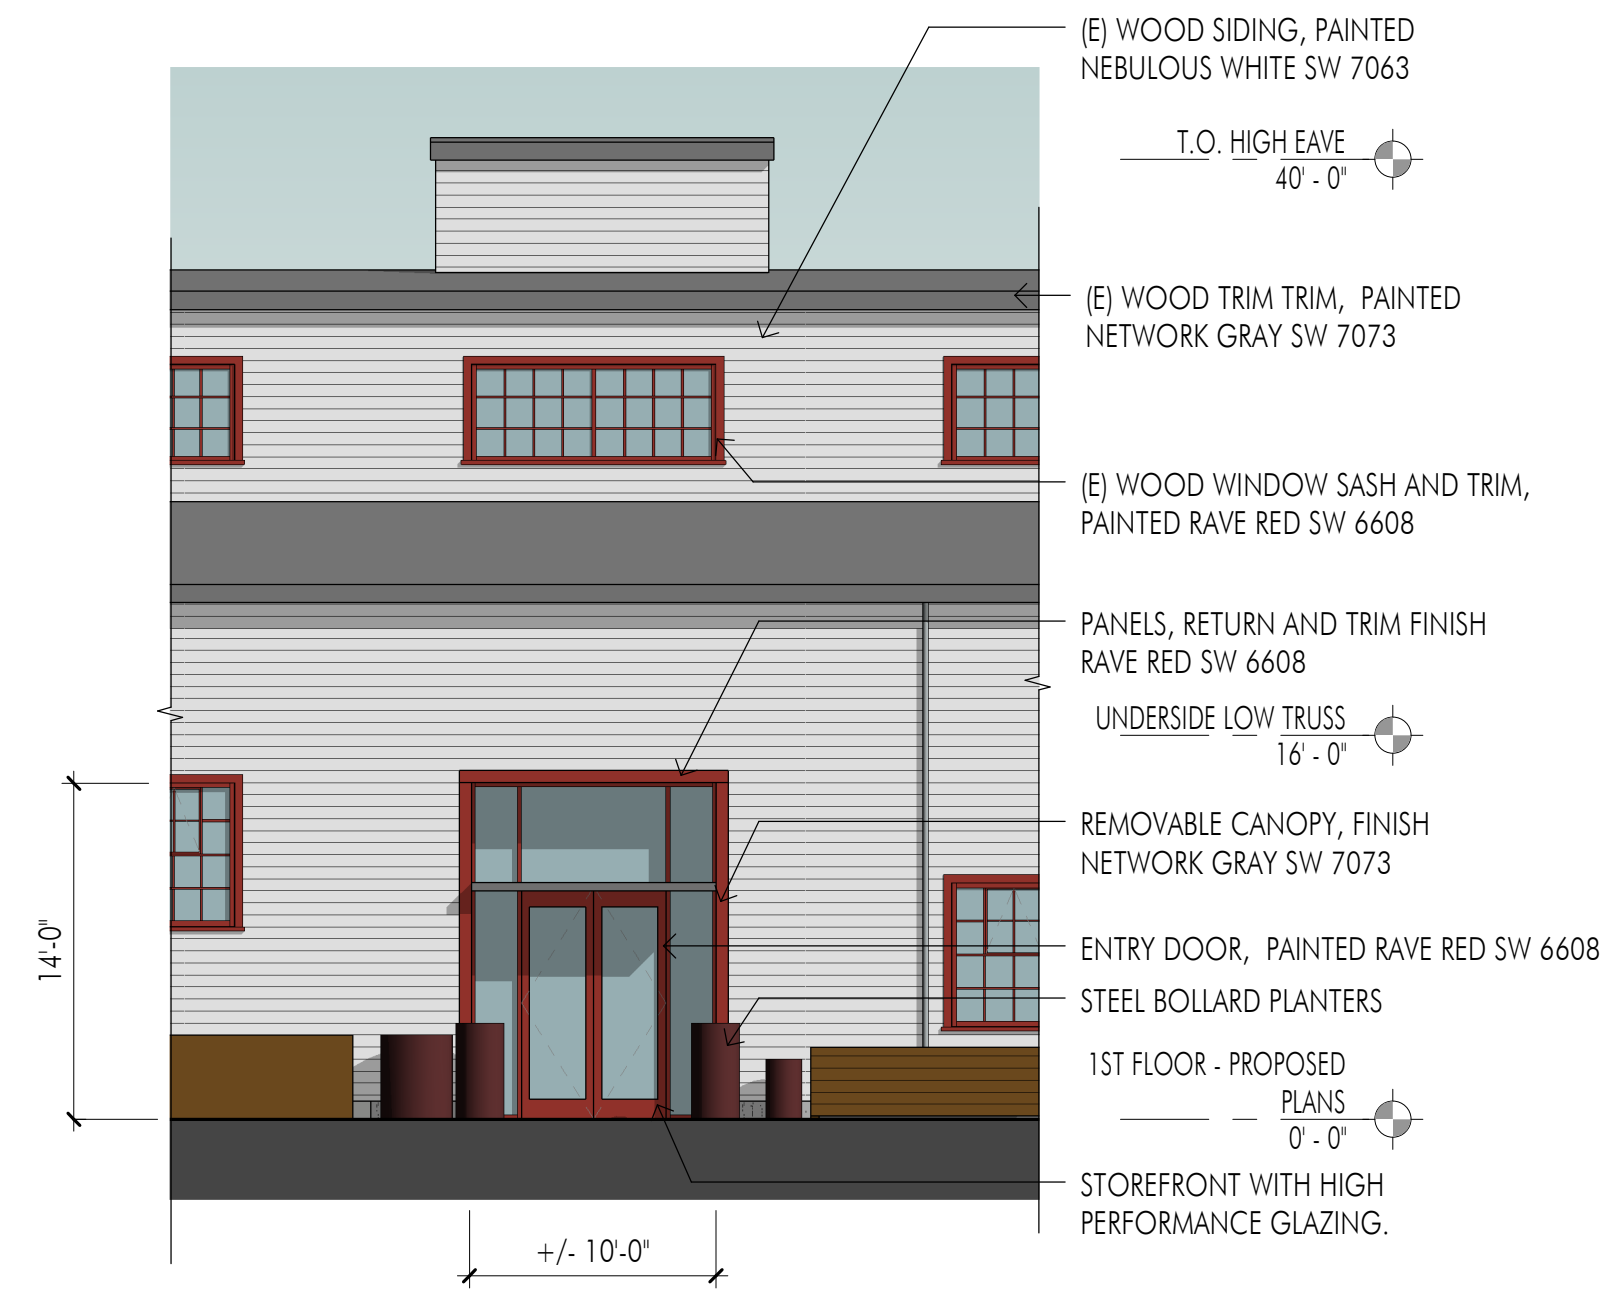 (E) WOOD SIDING, PAINTED
NEBULOUS WHITE SW 7063
T.O. HIGH EAVE
40' - 0"
(E) WOOD TRIM TRIM, PAINTED
NETWORK GRAY SW 7073
(E) WOOD WINDOW SASH AND TRIM,
PAINTED RAVE RED SW 6608
PANELS, RETURN AND TRIM FINISH
RAVE RED SW 6608
UNDERSIDE LOW TRUSS
16' - 0"
REMOVABLE CANOPY, FINISH
NETWORK GRAY SW 7073
14'-0"
ENTRY DOOR, PAINTED RAVE RED SW 6608
STEEL BOLLARD PLANTERS
1ST FLOOR - PROPOSED
PLANS
0' - 0"
STOREFRONT WITH HIGH
PERFORMANCE GLAZING.
+/- 10'-0"